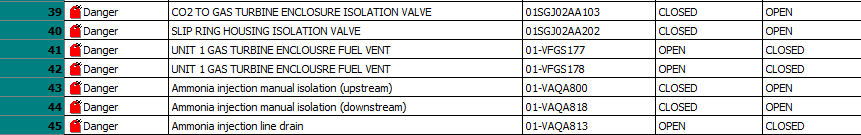 39 Danger CO2 TO GAS TURBINE ENCLOSURE ISOLATION VALVE 01SGJ02AA103 CLOSED OPEN
40 Danger SLIP RING HOUSING ISOLATION VALVE 01SGJ02AA202 CLOSED OPEN
41 Danger UNIT 1 GAS TURBINE ENCLOUSRE FUEL VENT 01-VFGS177 OPEN CLOSED
42 Danger UNIT 1 GAS TURBINE ENCLOUSRE FUEL VENT 01-VFGS178 OPEN CLOSED
43 Danger Ammonia injection manual isolation (upstream) 01-VAQA800 CLOSED OPEN
44 Danger Ammonia injection manual isolation (downstream) 01-VAQA818 CLOSED OPEN
45 Danger Ammonia injection line drain 01-VAQA813 OPEN CLOSED